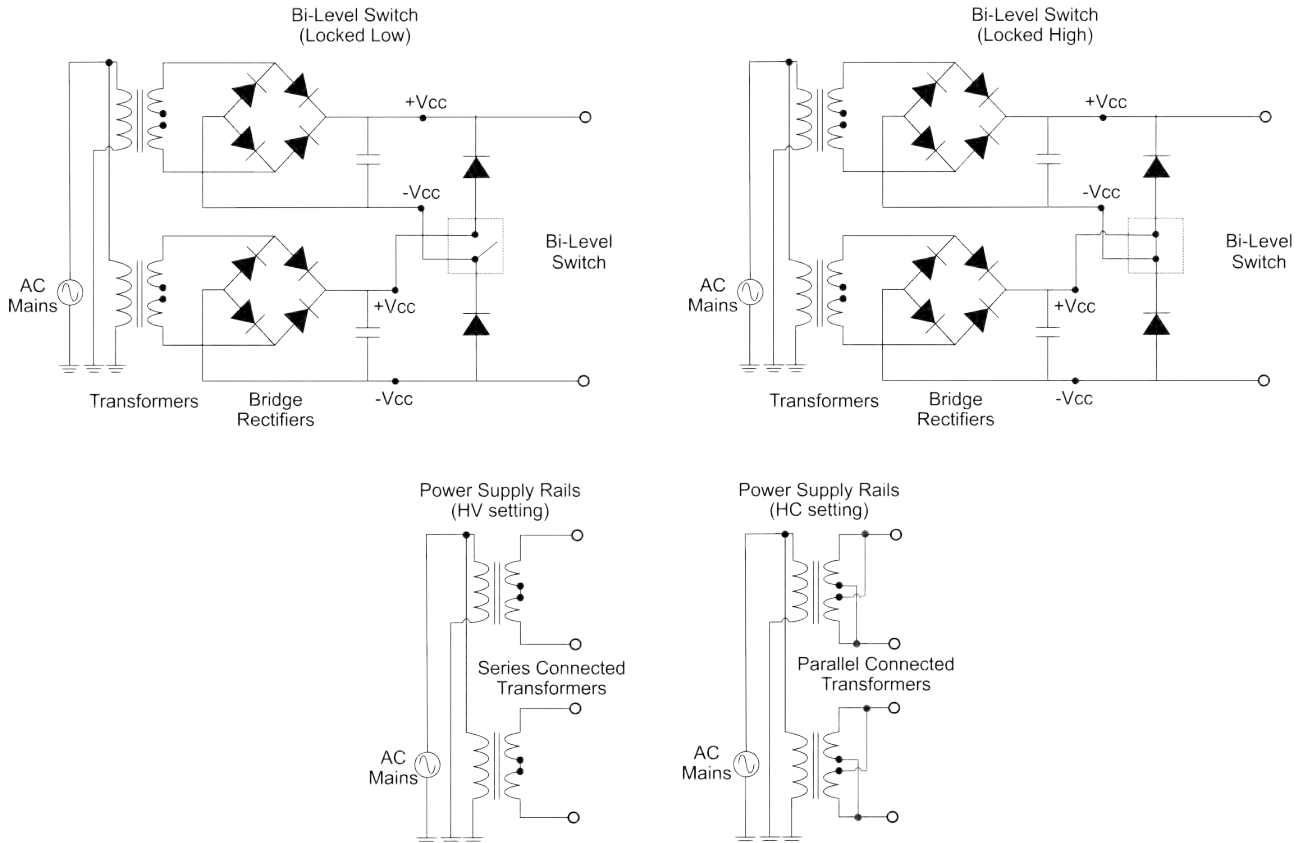 Bi-Level Switch
(Locked Low)
+Vcc
-Vcc
Bi-Level
Switch
AC
Mains
+Vcc
-Vcc
Transformers
Bridge
Rectifiers
Bi-Level Switch
(Locked High)
+Vcc
-Vcc
Bi-Level
Switch
AC
Mains
+Vcc
-Vcc
Transformers
Bridge
Rectifiers
Power Supply Rails
(HV setting)
Series Connected
Transformers
AC
Mains
Power Supply Rails
(HC setting)
Parallel Connected
Transformers
AC
Mains